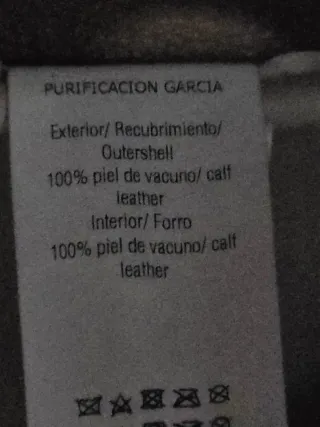 PURIFICACION GARCIA
Exterior/ Recubrimiento/
Outershell
100% piel de vacuno/ calf
leather
Interior/ Forro
100% piel de vacuno/ calf
leather